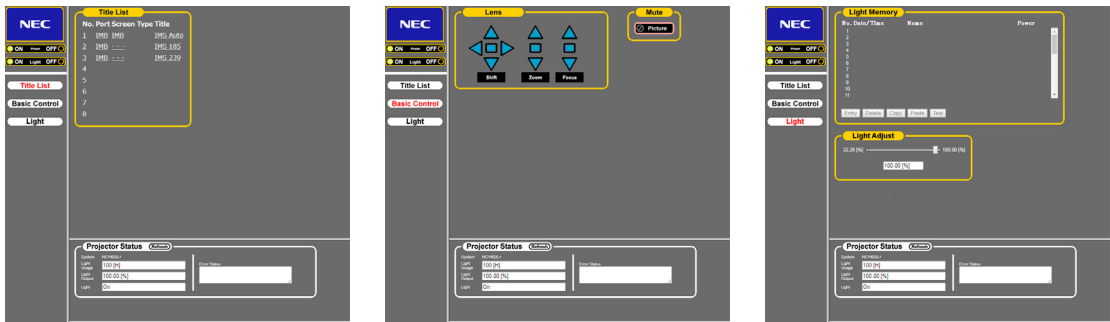 NEC
ON Power OFF
ON Light OFF
Title List
Basic Control
Light
Title List
No. Port Screen Type Title
1 IMB IMB IMS Auto
2 IMB - - - IMS 185
3 IMB - - - IMS 239
4
5
6
7
8
Projector Status Refresh
System NC1402L+
Light Usage 100 [H]
Light Output 100.00 [%]
Light On
Error Status
NEC
ON Power OFF
ON Light OFF
Title List
Basic Control
Light
Lens
Shift Zoom Focus
Mute
Picture
Projector Status Refresh
System NC1402L+
Light Usage 100 [H]
Light Output 100.00 [%]
Light On
Error Status
NEC
ON Power OFF
ON Light OFF
Title List
Basic Control
Light
Light Memory
No. Date/Time Name Power
1
2
3
4
5
6
7
8
9
10
11
Entry Delete Copy Paste Test
Light Adjust
32.26 [%] 100.00 [%]
100.00 [%]
Projector Status Refresh
System NC1402L+
Light Usage 100 [H]
Light Output 100.00 [%]
Light On
Error Status